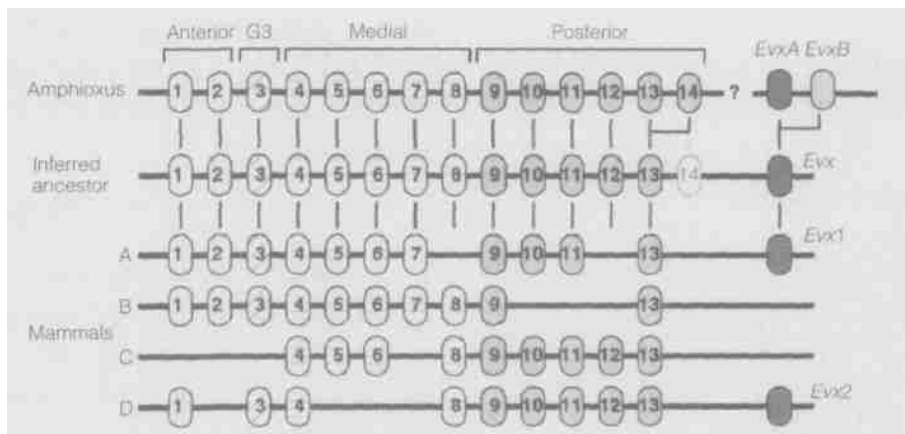 Anterior G3 Medial Posterior
EvxA EvxB
Amphioxus 1 2 3 4 5 6 7 8 9 10 11 12 13 14 ?
Inferred ancestor 1 2 3 4 5 6 7 8 9 10 11 12 13 14 Evx
A 1 2 3 4 5 6 7 9 10 11 13 Evx1
B 1 2 3 4 5 6 7 8 9 13
Mammals
C 4 5 6 8 9 10 11 12 13
D 1 3 4 8 9 10 11 12 13 Evx2